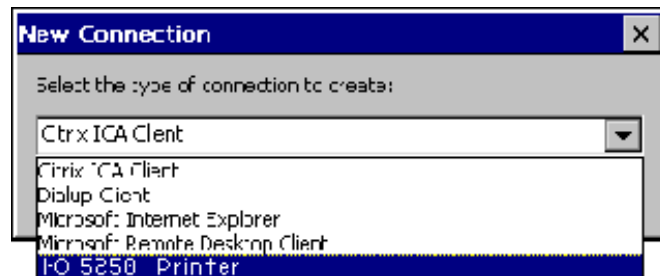 New Connection
Select the type of connection to create:
Citrix ICA Client
Citrix ICA Client
Dialup Client
Microsoft Internet Explorer
Microsoft Remote Desktop Client
I-O 5250 Printer